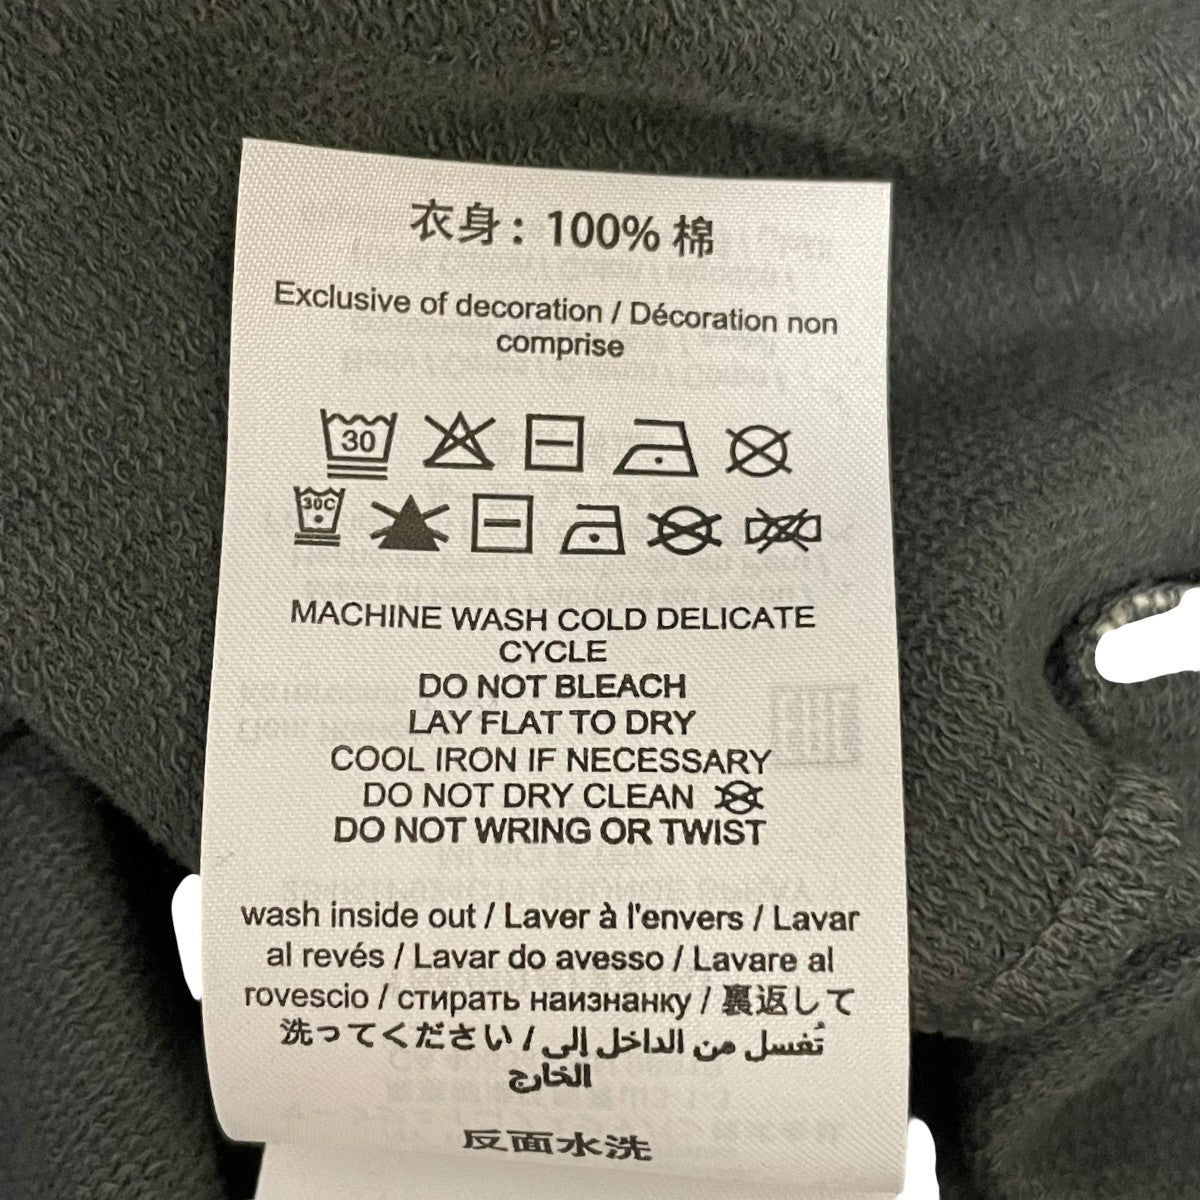 衣身：100% 棉
Exclusive of decoration / Décoration non
comprise
30
30C
MACHINE WASH COLD DELICATE
CYCLE
DO NOT BLEACH
LAY FLAT TO DRY
COOL IRON IF NECESSARY
DO NOT DRY CLEAN
DO NOT WRING OR TWIST
wash inside out / Laver à l'envers / Lavar
al revés / Lavar do avesso / Lavare al
rovescio / стирать наизнанку / 裏返して
洗ってください / تُغسل من الداخل إلى
الخارج
反面水洗